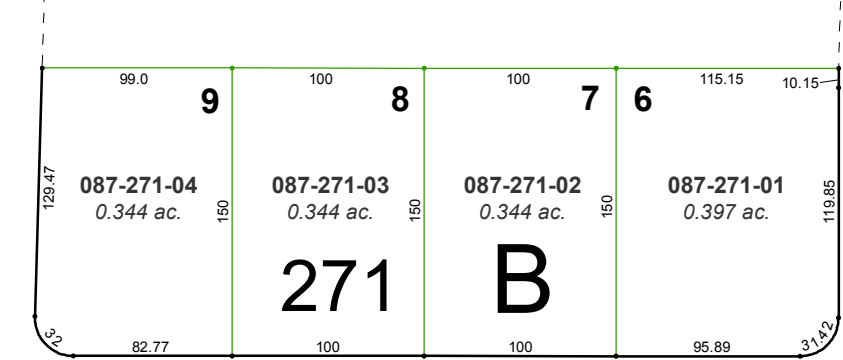 99.0 100 100 115.15 10.15
9 8 7 6
129.47 150 150 150 119.85
087-271-04 087-271-03 087-271-02 087-271-01
0.344 ac. 0.344 ac. 0.344 ac. 0.397 ac.
271 B
32 82.77 100 100 95.89 31.42